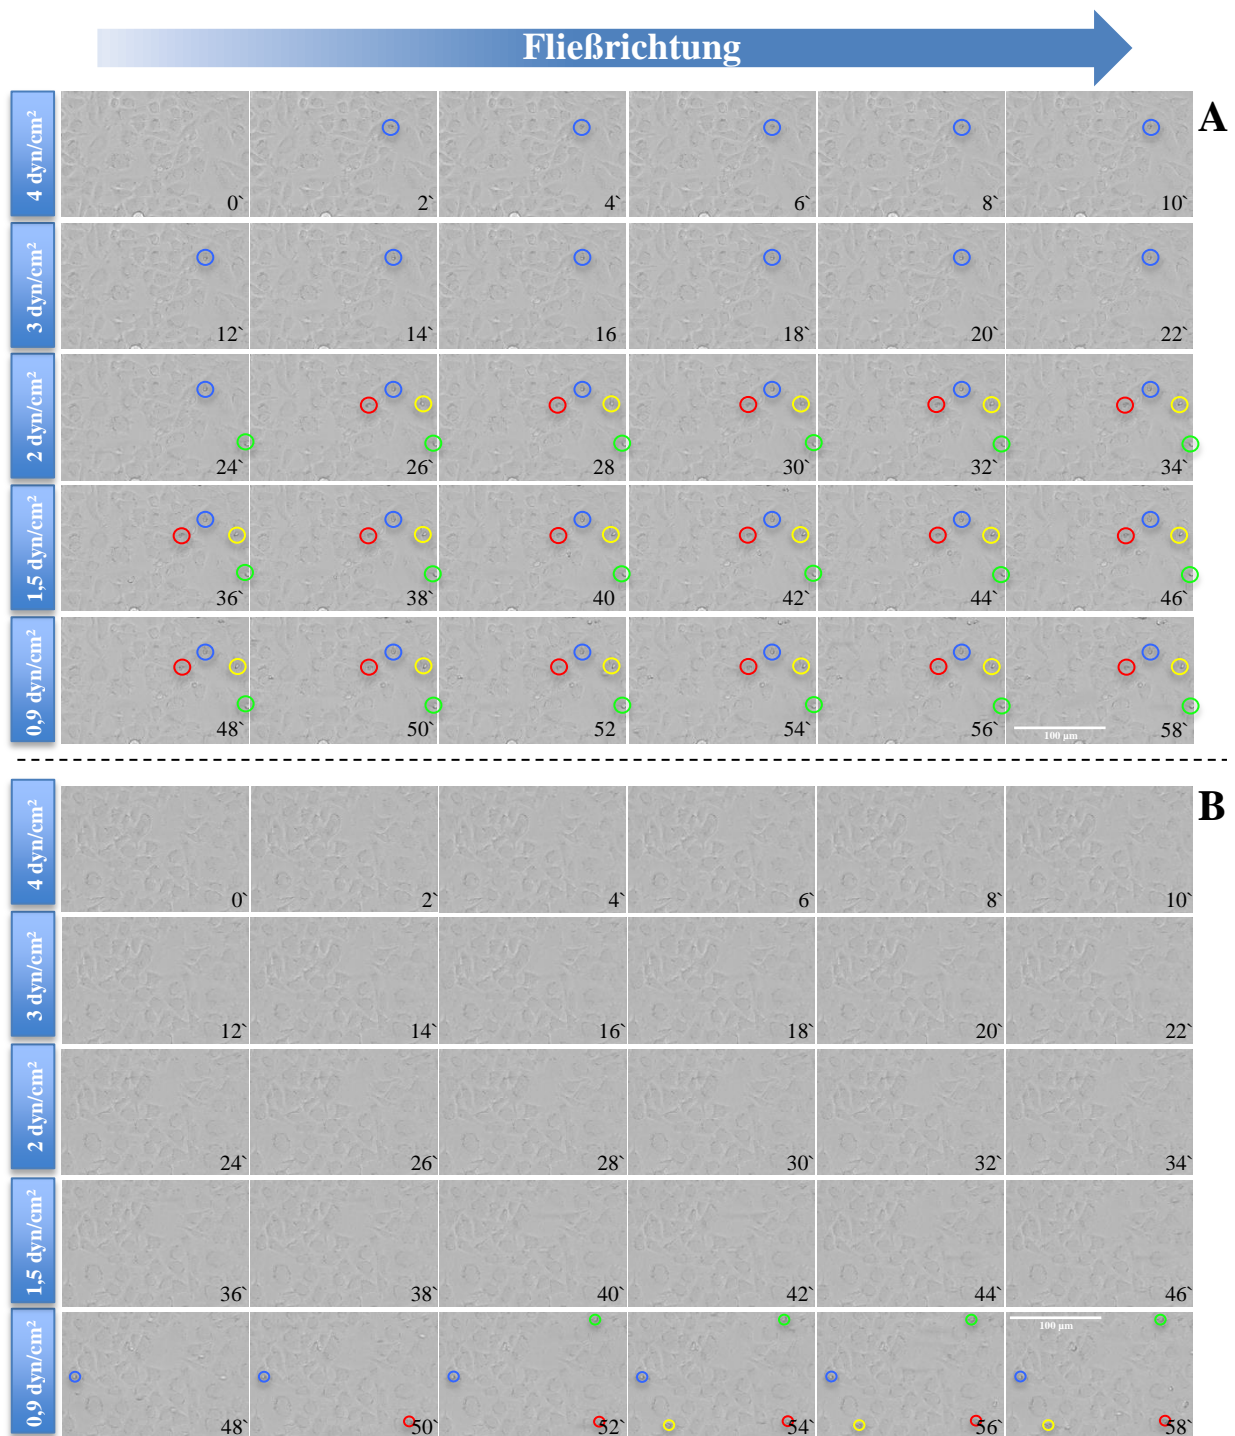 Fließrichtung
A
4 dyn/cm²
0` 2` 4` 6` 8` 10`
3 dyn/cm²
12` 14` 16 18` 20` 22`
2 dyn/cm²
24` 26` 28 30` 32` 34`
1,5 dyn/cm²
36` 38` 40 42` 44` 46`
0,9 dyn/cm²
48` 50` 52 54` 56` 58`
100 µm
B
4 dyn/cm²
0` 2` 4` 6` 8` 10`
3 dyn/cm²
12` 14` 16` 18` 20` 22`
2 dyn/cm²
24` 26` 28` 30` 32` 34`
1,5 dyn/cm²
36` 38` 40` 42` 44` 46`
0,9 dyn/cm²
100 µm
48` 50` 52` 54` 56` 58`